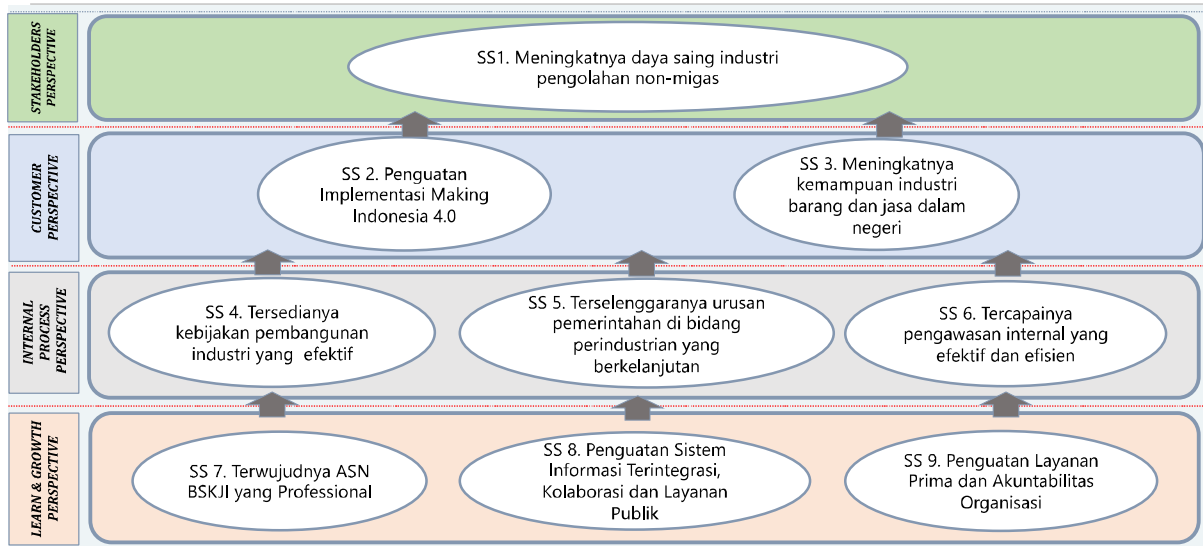 STAKEHOLDERS
PERSPECTIVE
SS1. Meningkatnya daya saing industri
pengolahan non-migas
CUSTOMER
PERSPECTIVE
SS 2. Penguatan
Implementasi Making
Indonesia 4.0
SS 3. Meningkatnya
kemampuan industri
barang dan jasa dalam
negeri
INTERNAL
PROCESS
PERSPECTIVE
SS 4. Tersedianya
kebijakan pembangunan
industri yang efektif
SS 5. Terselenggaranya urusan
pemerintahan di bidang
perindustrian yang
berkelanjutan
SS 6. Tercapainya
pengawasan internal yang
efektif dan efisien
LEARN & GROWTH
PERSPECTIVE
SS 7. Terwujudnya ASN
BSKJI yang Professional
SS 8. Penguatan Sistem
Informasi Terintegrasi,
Kolaborasi dan Layanan
Publik
SS 9. Penguatan Layanan
Prima dan Akuntabilitas
Organisasi